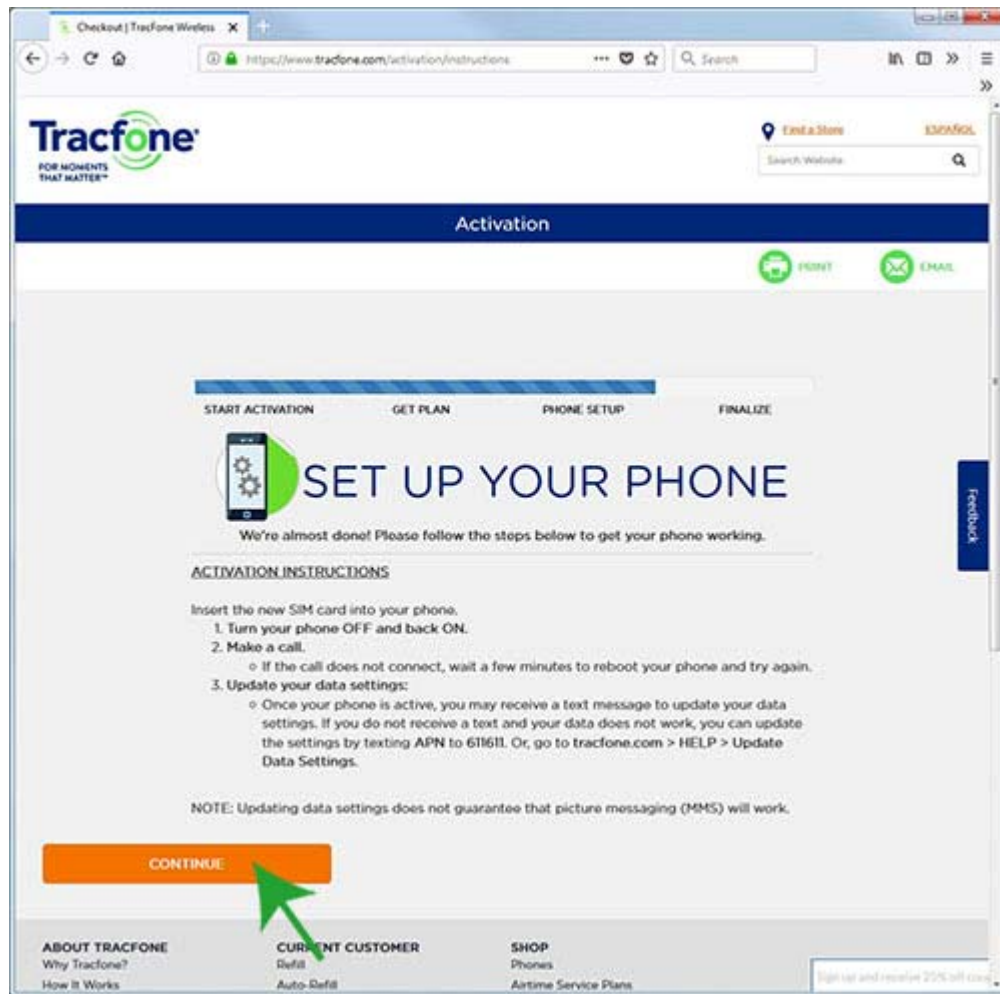 Checkout | TracFone Wireless
https://www.tracfone.com/activation/instructions
Search
Tracfone
FOR MOMENTS
THAT MATTER™
Find a Store
ESPAÑOL
Search Website
Activation
PRINT
EMAIL
START ACTIVATION GET PLAN PHONE SETUP FINALIZE
SET UP YOUR PHONE
We're almost done! Please follow the steps below to get your phone working.
Feedback
ACTIVATION INSTRUCTIONS
Insert the new SIM card into your phone.
1. Turn your phone OFF and back ON.
2. Make a call.
If the call does not connect, wait a few minutes to reboot your phone and try again.
3. Update your data settings:
Once your phone is active, you may receive a text message to update your data
settings. If you do not receive a text and your data does not work, you can update
the settings by texting APN to 611611. Or, go to tracfone.com > HELP > Update
Data Settings.
NOTE: Updating data settings does not guarantee that picture messaging (MMS) will work.
CONTINUE
ABOUT TRACFONE CURRENT CUSTOMER SHOP
Why Tracfone? Refill Phones
How It Works Auto-Refill Airtime Service Plans
Sign up and receive 25% off